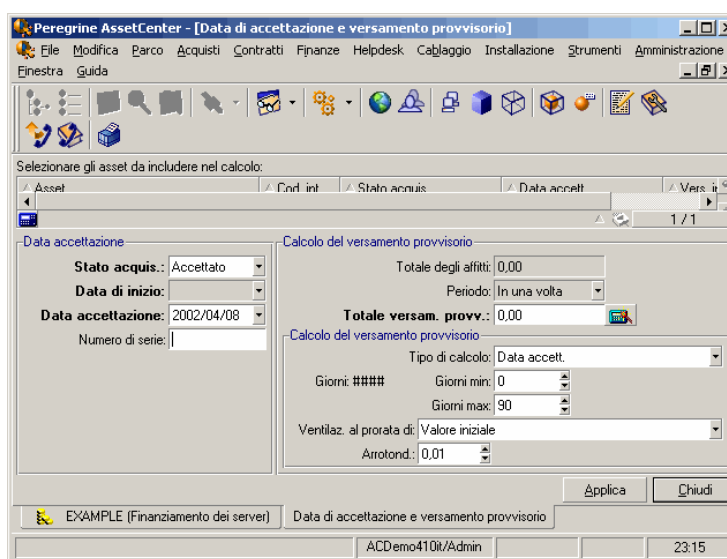 Peregrine AssetCenter - [Data di accettazione e versamento provvisorio]
File Modifica Parco Acquisti Contratti Finanze Helpdesk Cablaggio Installazione Strumenti Amministrazione
Finestra Guida
Selezionare gli asset da includere nel calcolo:
Asset Cod. int. Stato acquis. Data accett. Vers.
1 / 1
Data accettazione
Stato acquis.: Accettato
Data di inizio:
Data accettazione: 2002/04/08
Numero di serie:
Calcolo del versamento provvisorio
Totale degli affitti: 0,00
Periodo: In una volta
Totale versam. provv.: 0,00
Calcolo del versamento provvisorio
Tipo di calcolo: Data accett.
Giorni: #### Giorni min: 0
Giorni max: 90
Ventilaz. al prorata di: Valore iniziale
Arrotond.: 0,01
Applica Chiudi
EXAMPLE (Finanziamento dei server) Data di accettazione e versamento provvisorio
ACDemo410it/Admin 23:15